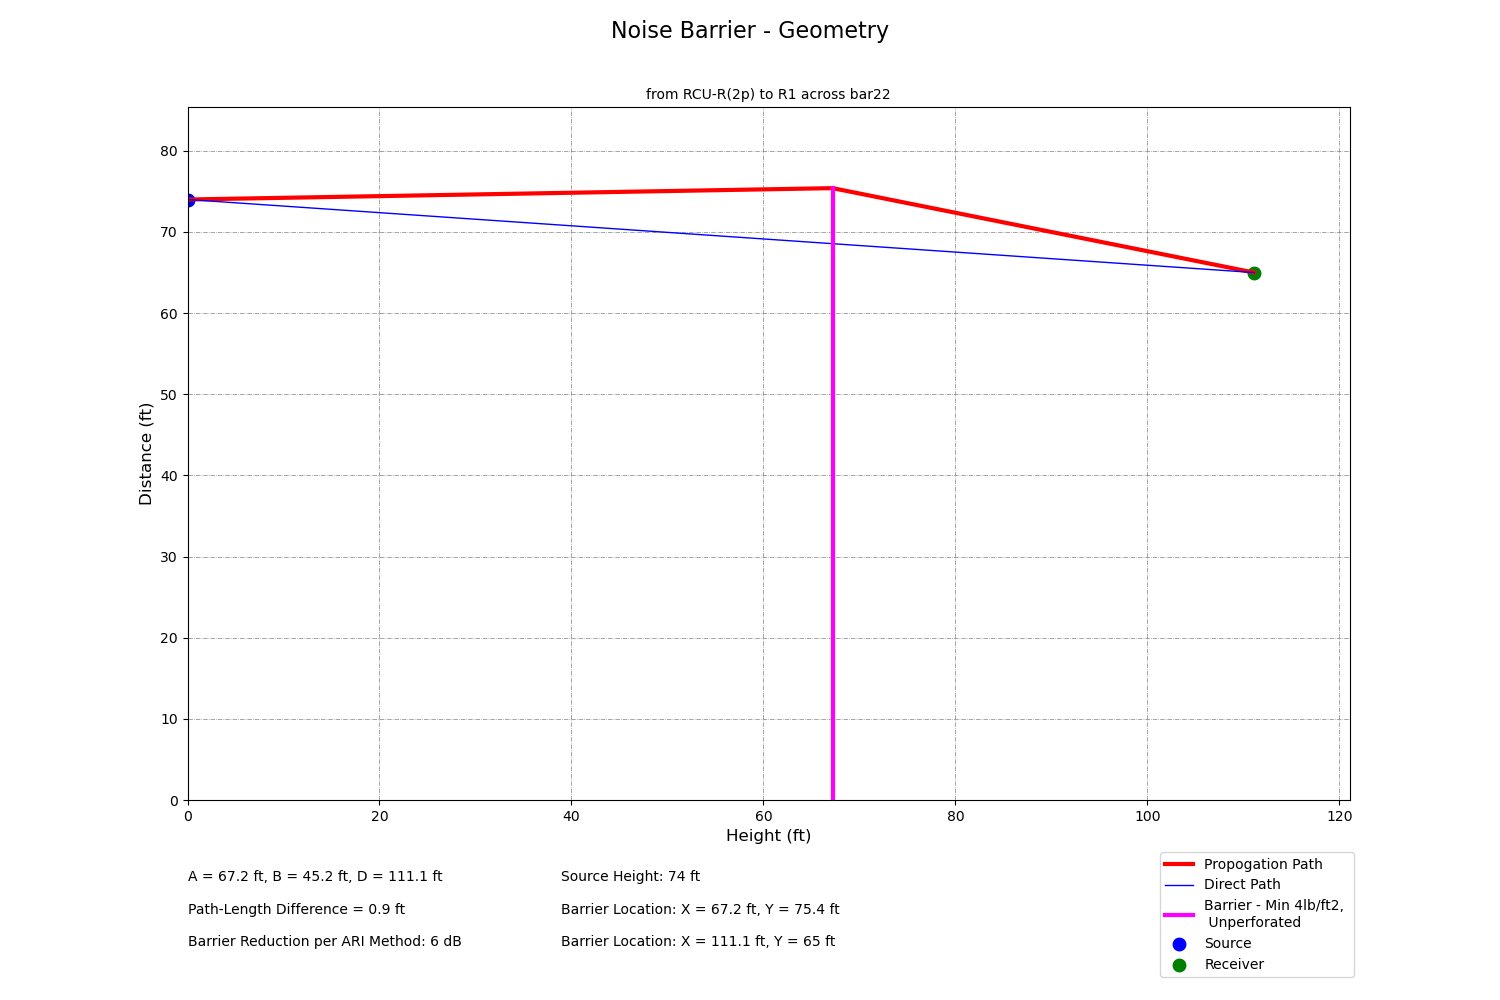 Noise Barrier - Geometry
from RCU-R(2p) to R1 across bar22
80
70
60
50
40
30
20
10
0
Distance (ft)
0 20 40 60 80 100 120
Height (ft)
A = 67.2 ft, B = 45.2 ft, D = 111.1 ft
Path-Length Difference = 0.9 ft
Barrier Reduction per ARI Method: 6 dB
Source Height: 74 ft
Barrier Location: X = 67.2 ft, Y = 75.4 ft
Barrier Location: X = 111.1 ft, Y = 65 ft
Propogation Path
Direct Path
Barrier - Min 4lb/ft2,
Unperforated
Source
Receiver